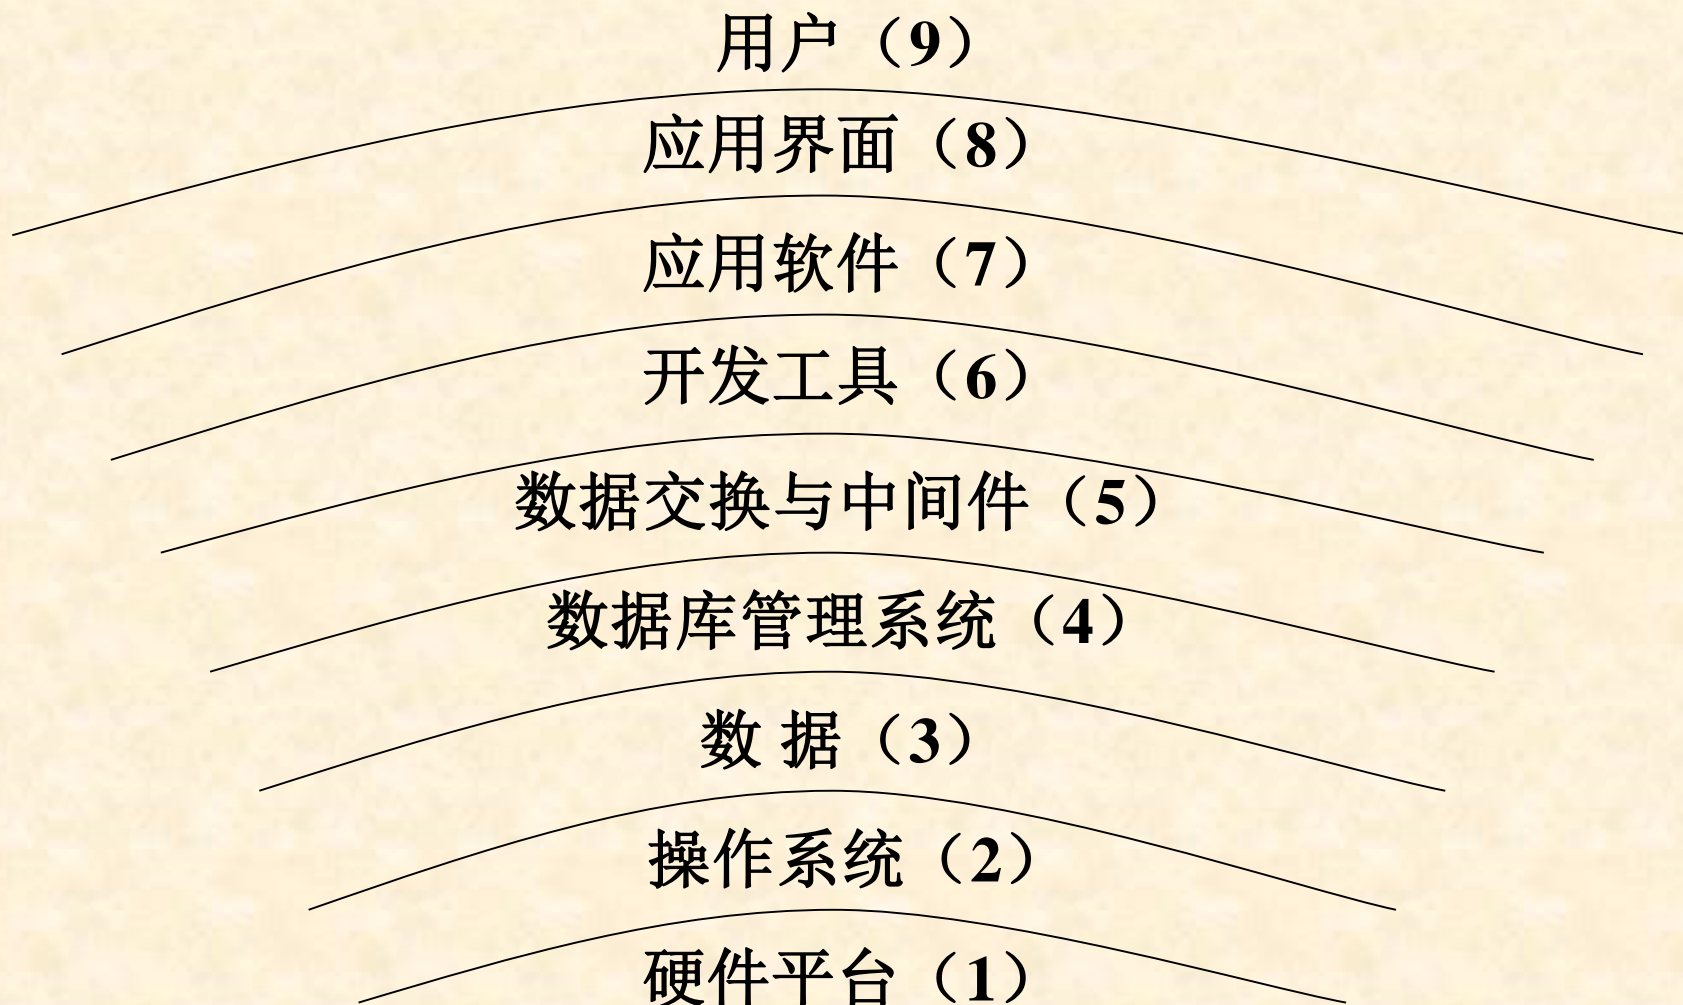 用户（9）
应用界面（8）
应用软件（7）
开发工具（6）
数据交换与中间件（5）
数据库管理系统（4）
数 据（3）
操作系统（2）
硬件平台（1）